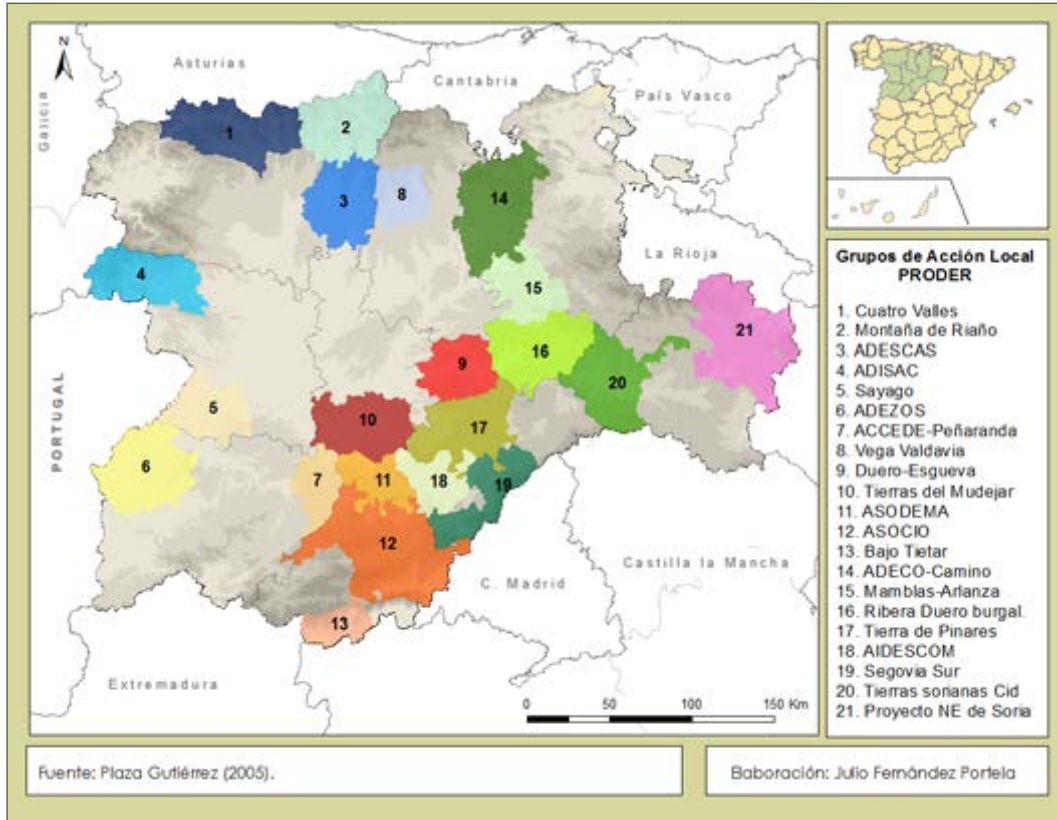 N
Asturias
Cantabria
País Vasco
Galicia
La Rioja
PORTUGAL
C. Madrid
Castilla la Mancha
Extremadura
1
2
3
8
14
4
15
21
9
16
20
5
10
17
6
7
11
18
19
12
13
0 50 100 150 Km
Grupos de Acción Local
PRODER
1. Cuatro Valles
2. Montaña de Riaño
3. ADESCAS
4. ADISAC
5. Sayago
6. ADEZOS
7. ACCEDE-Peñaranda
8. Vega Valdavia
9. Duero-Esgueva
10. Tierras del Mudejar
11. ASODEMA
12. ASOCIO
13. Bajo Tietar
14. ADECO-Camino
15. Mamblas-Arlanza
16. Ribera Duero burgal.
17. Tierra de Pinares
18. AIDESCOM
19. Segovia Sur
20. Tierras sorianas Cid
21. Proyecto NE de Soria
Fuente: Plaza Gutiérrez (2005).
Elaboración: Julio Fernández Portela